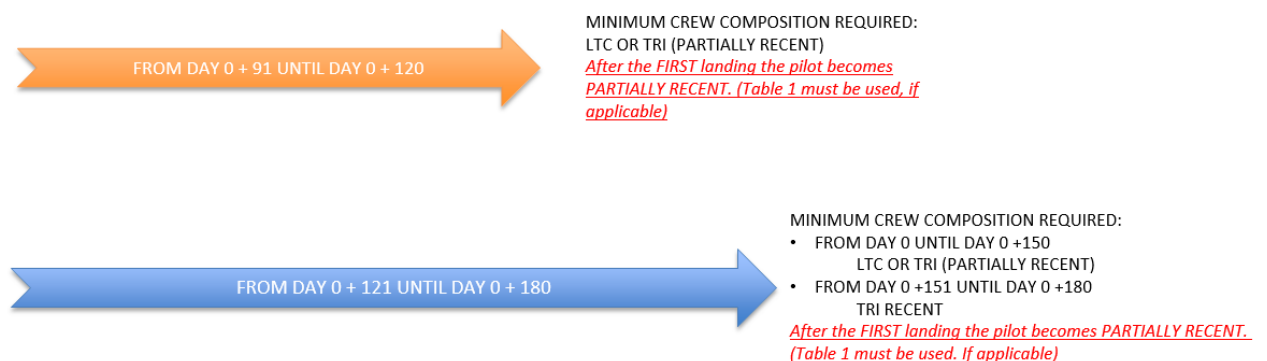 MINIMUM CREW COMPOSITION REQUIRED:
LTC OR TRI (PARTIALLY RECENT)
FROM DAY 0 + 91 UNTIL DAY 0 + 120
After the FIRST landing the pilot becomes
PARTIALLY RECENT. (Table 1 must be used, if
applicable)
MINIMUM CREW COMPOSITION REQUIRED:
• FROM DAY 0 UNTIL DAY 0 +150
LTC OR TRI (PARTIALLY RECENT)
FROM DAY 0 + 121 UNTIL DAY 0 + 180
• FROM DAY 0 +151 UNTIL DAY 0 +180
TRI RECENT
After the FIRST landing the pilot becomes PARTIALLY RECENT.
(Table 1 must be used. If applicable)